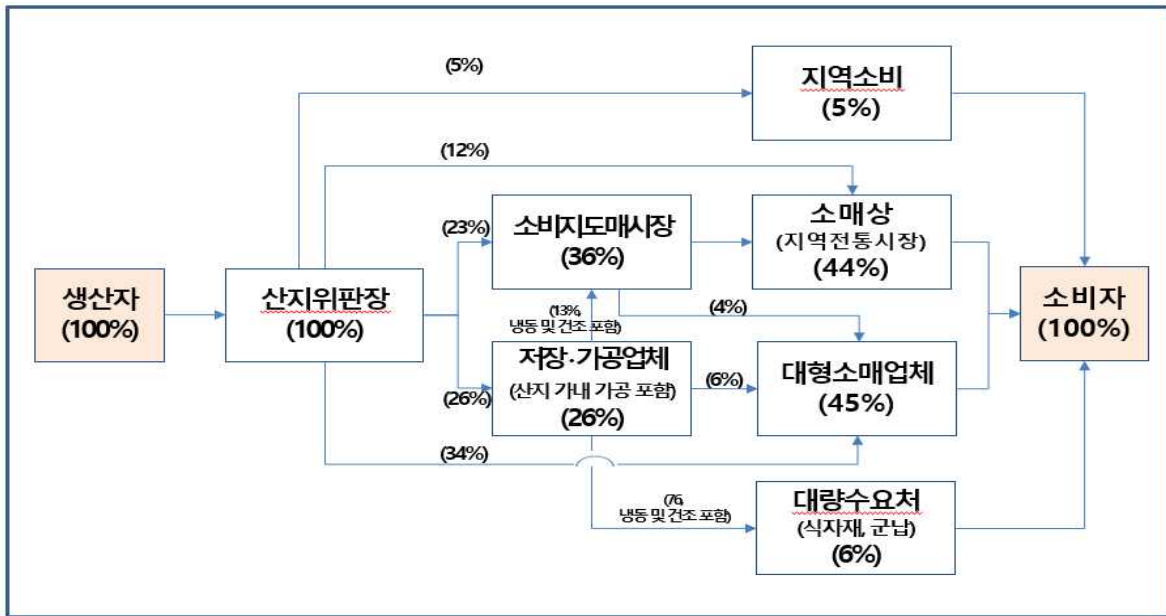 (5%)
지역소비
(5%)
(12%)
(23%)
소비지도매시장
(36%)
소매상
(지역전통시장)
(44%)
생산자
(100%)
산지위판장
(100%)
소비자
(100%)
(13%,
냉동 및 건조 포함)
(4%)
(26%)
저장·가공업체
(산지 가내 가공 포함)
(26%)
(6%)
대형소매업체
(45%)
(34%)
(76,
냉동 및 건조 포함)
대량수요처
(식자재, 군납)
(6%)